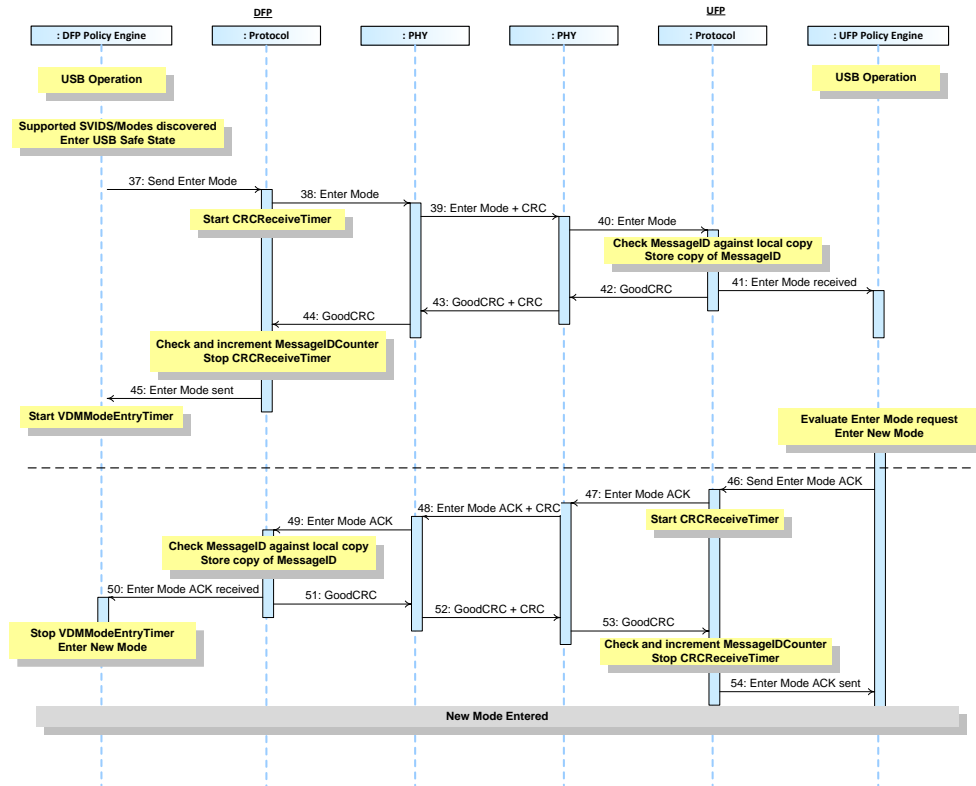 DFP
UFP
: DFP Policy Engine
: Protocol
: PHY
: PHY
: Protocol
: UFP Policy Engine
USB Operation
USB Operation
Supported SVIDS/Modes discovered
Enter USB Safe State
37: Send Enter Mode
38: Enter Mode
Start CRCReceiveTimer
39: Enter Mode + CRC
40: Enter Mode
Check MessageID against local copy
Store copy of MessageID
41: Enter Mode received
42: GoodCRC
43: GoodCRC + CRC
44: GoodCRC
Check and increment MessageIDCounter
Stop CRCReceiveTimer
45: Enter Mode sent
Start VDMModeEntryTimer
Evaluate Enter Mode request
Enter New Mode
46: Send Enter Mode ACK
47: Enter Mode ACK
Start CRCReceiveTimer
48: Enter Mode ACK + CRC
49: Enter Mode ACK
Check MessageID against local copy
Store copy of MessageID
50: Enter Mode ACK received
51: GoodCRC
52: GoodCRC + CRC
53: GoodCRC
Stop VDMModeEntryTimer
Enter New Mode
Check and increment MessageIDCounter
Stop CRCReceiveTimer
54: Enter Mode ACK sent
New Mode Entered